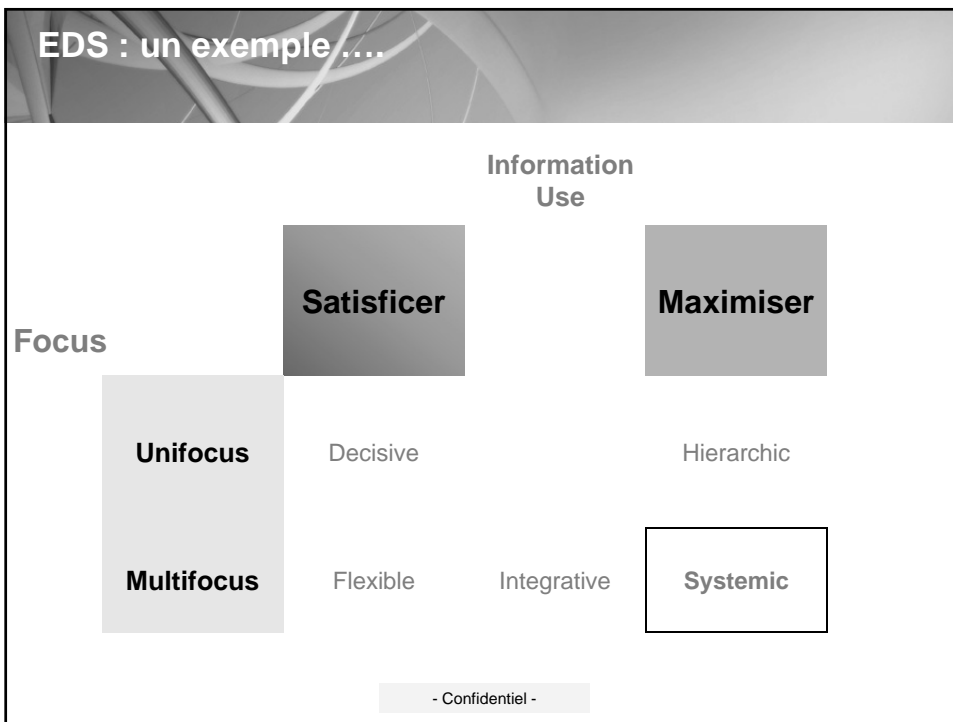 EDS : un exemple ….
Information
Use
Satisficer Maximiser
Focus
Unifocus Decisive Hierarchic
Multifocus Flexible Integrative Systemic
- Confidentiel -